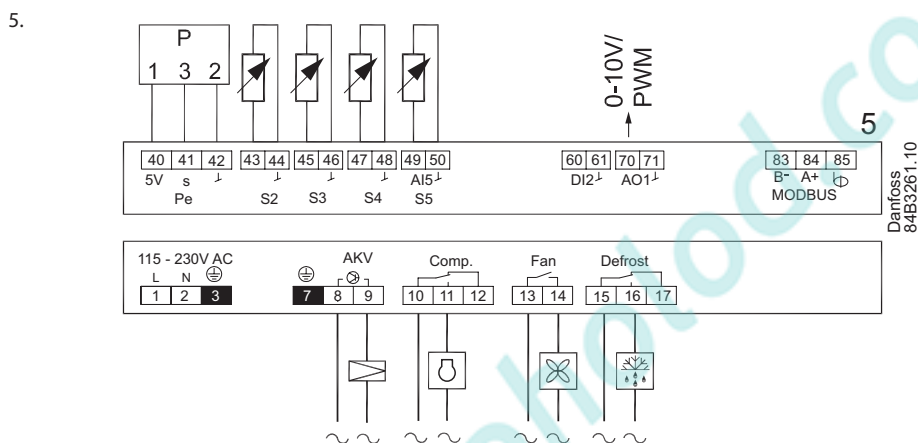 5.
P
1 3 2
0-10V/
PWM
5
40 41 42 43 44 45 46 47 48 49 50 60 61 70 71 83 84 85
5V s AI5 DI2 AO1 B- A+
Pe S2 S3 S4 S5 MODBUS
Danfoss
84B3261.10
115 - 230V AC AKV Comp. Fan Defrost
L N
1 2 3 7 8 9 10 11 12 13 14 15 16 17
pholod.co